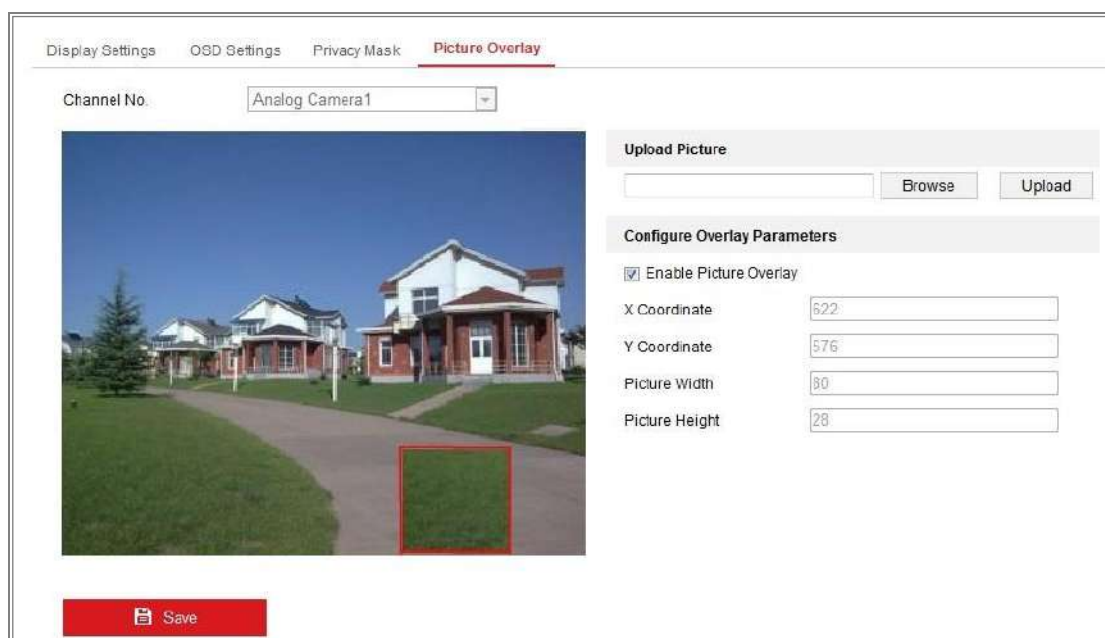 Display Settings OSD Settings Privacy Mask Picture Overlay
Channel No. Analog Camera1
Upload Picture
Browse Upload
Configure Overlay Parameters
Enable Picture Overlay
X Coordinate 622
Y Coordinate 576
Picture Width 80
Picture Height 28
Save